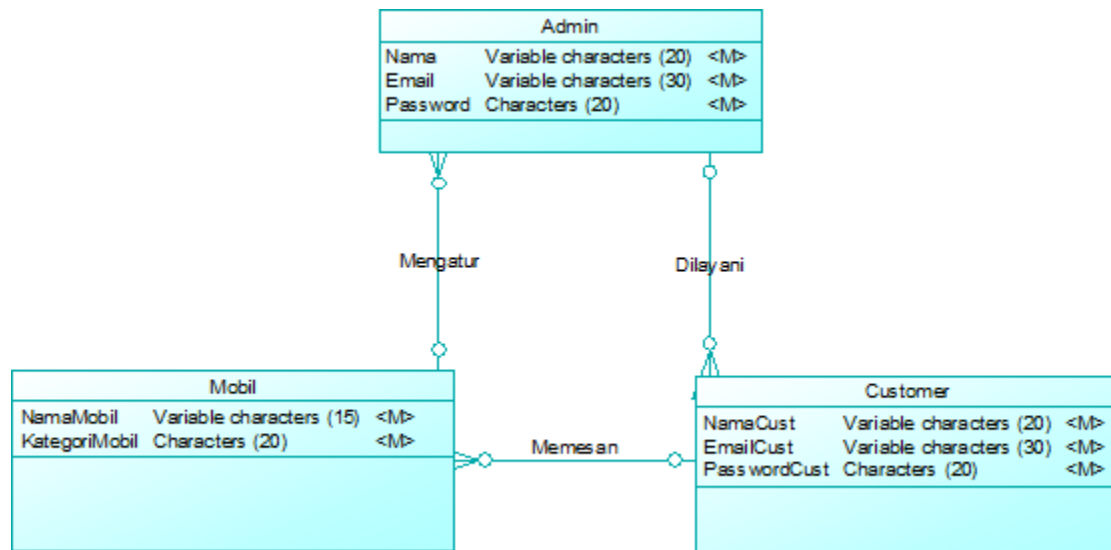 Admin
Nama Variable characters (20) <M>
Email Variable characters (30) <M>
Password Characters (20) <M>
Mengatur
Dilayani
Mobil
NamaMobil Variable characters (15) <M>
KategoriMobil Characters (20) <M>
Memesan
Customer
NamaCust Variable characters (20) <M>
EmailCust Variable characters (30) <M>
PasswordCust Characters (20) <M>